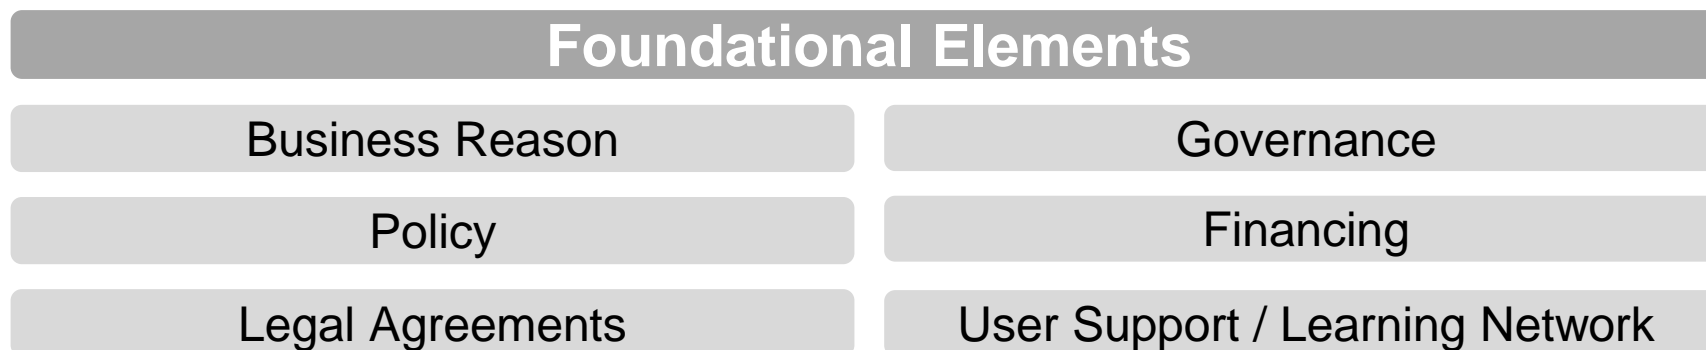 Foundational Elements
Business Reason
Governance
Policy
Financing
Legal Agreements
User Support / Learning Network